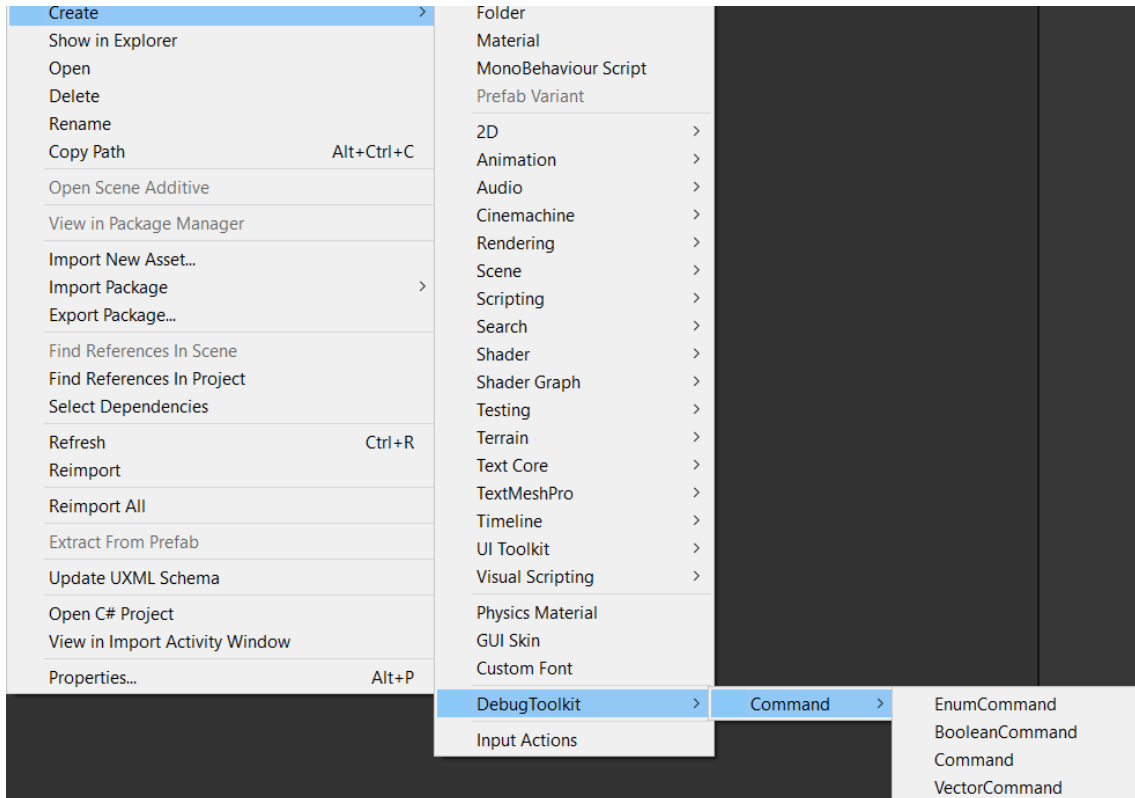 Create
Show in Explorer
Open
Delete
Rename
Copy Path Alt+Ctrl+C
Open Scene Additive
View in Package Manager
Import New Asset...
Import Package
Export Package...
Find References In Scene
Find References In Project
Select Dependencies
Refresh Ctrl+R
Reimport
Reimport All
Extract From Prefab
Update UXML Schema
Open C# Project
View in Import Activity Window
Properties... Alt+P
Folder
Material
MonoBehaviour Script
Prefab Variant
2D
Animation
Audio
Cinemachine
Rendering
Scene
Scripting
Search
Shader
Shader Graph
Testing
Terrain
Text Core
TextMeshPro
Timeline
UI Toolkit
Visual Scripting
Physics Material
GUI Skin
Custom Font
DebugToolkit
Input Actions
Command
EnumCommand
BooleanCommand
Command
VectorCommand